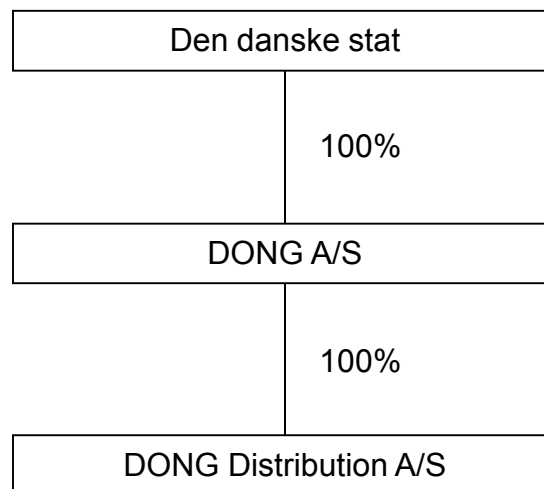 Den danske stat
100%
DONG A/S
100%
DONG Distribution A/S